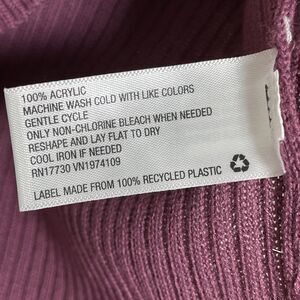 100% ACRYLIC
MACHINE WASH COLD WITH LIKE COLORS
GENTLE CYCLE
ONLY NON-CHLORINE BLEACH WHEN NEEDED
RESHAPE AND LAY FLAT TO DRY
COOL IRON IF NEEDED
RN17730 VN1974109
LABEL MADE FROM 100% RECYCLED PLASTIC